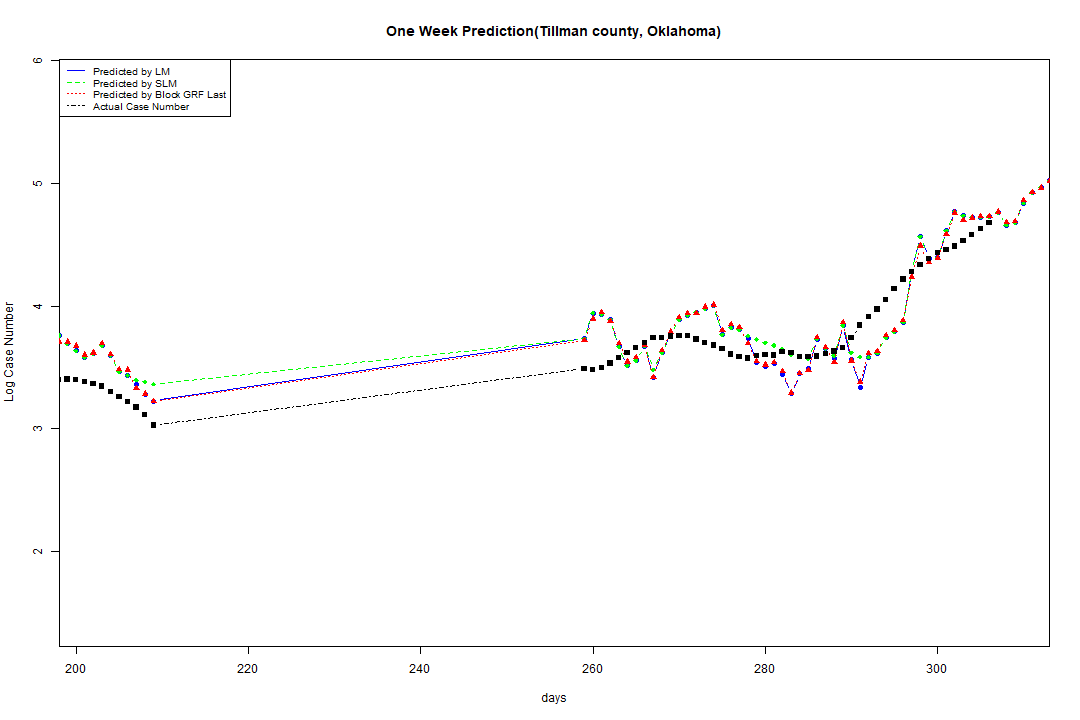 One Week Prediction(Tillman county, Oklahoma)
Predicted by LM
Predicted by SLM
Predicted by Block GRF Last
Actual Case Number
6
5
4
3
2
Log Case Number
200 220 240 260 280 300
days